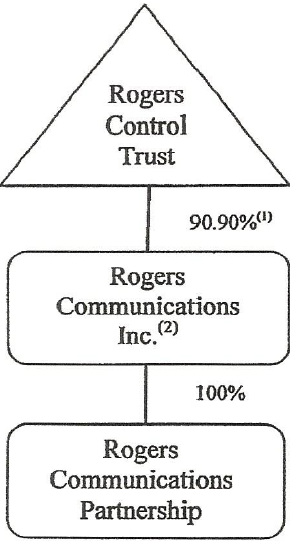 Rogers
Control
Trust
90.90%(1)
Rogers
Communications
Inc.(2)
100%
Rogers
Communications
Partnership